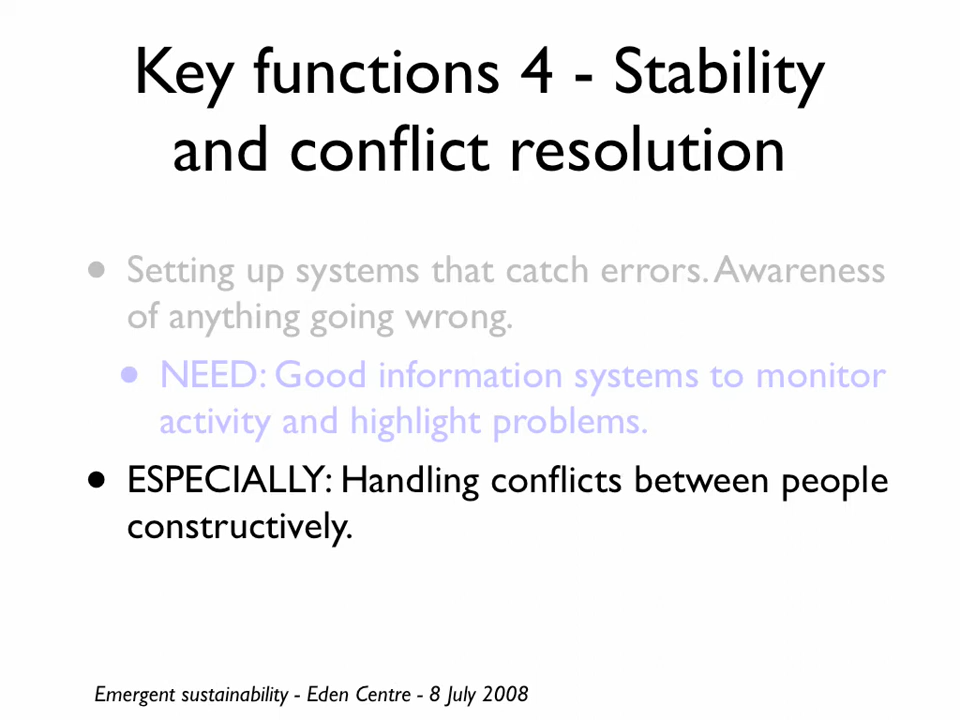 Key functions 4 - Stability
and conflict resolution
• Setting up systems that catch errors. Awareness
of anything going wrong.
• NEED: Good information systems to monitor
activity and highlight problems.
• ESPECIALLY: Handling conflicts between people
constructively.
Emergent sustainability - Eden Centre - 8 July 2008